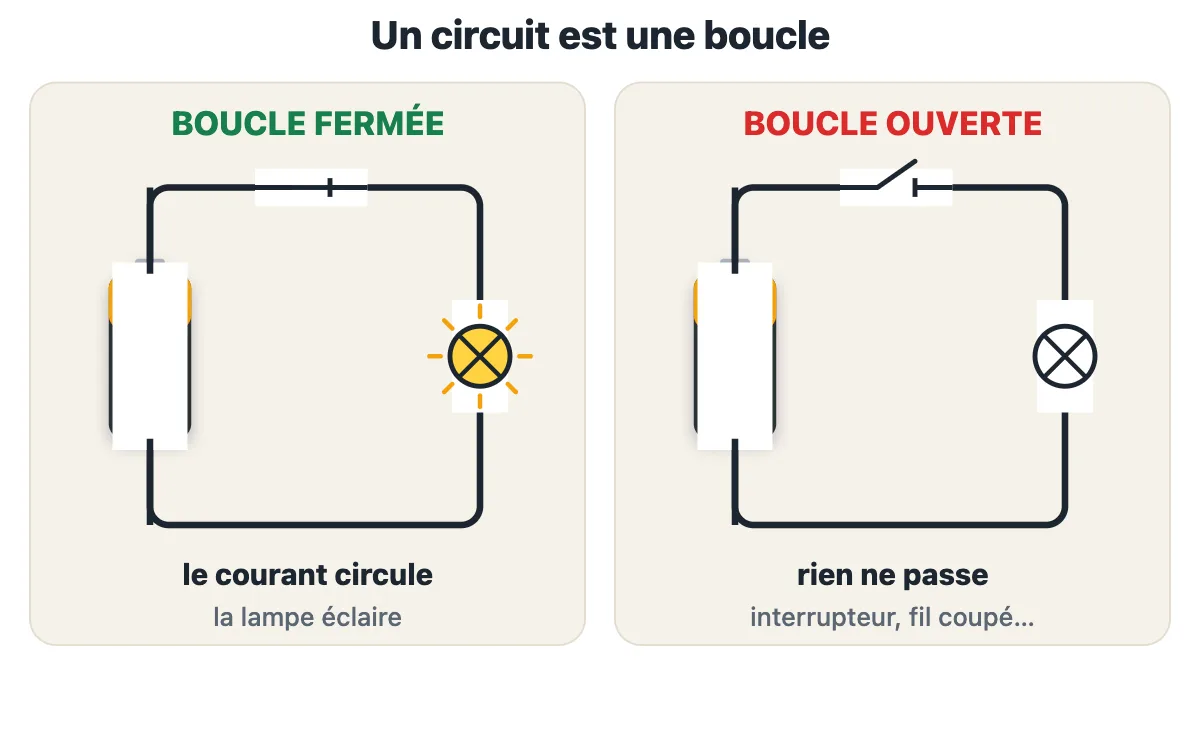 Un circuit est une boucle
BOUCLE FERMÉE
le courant circule
la lampe éclaire
BOUCLE OUVERTE
rien ne passe
interrupteur, fil coupé...